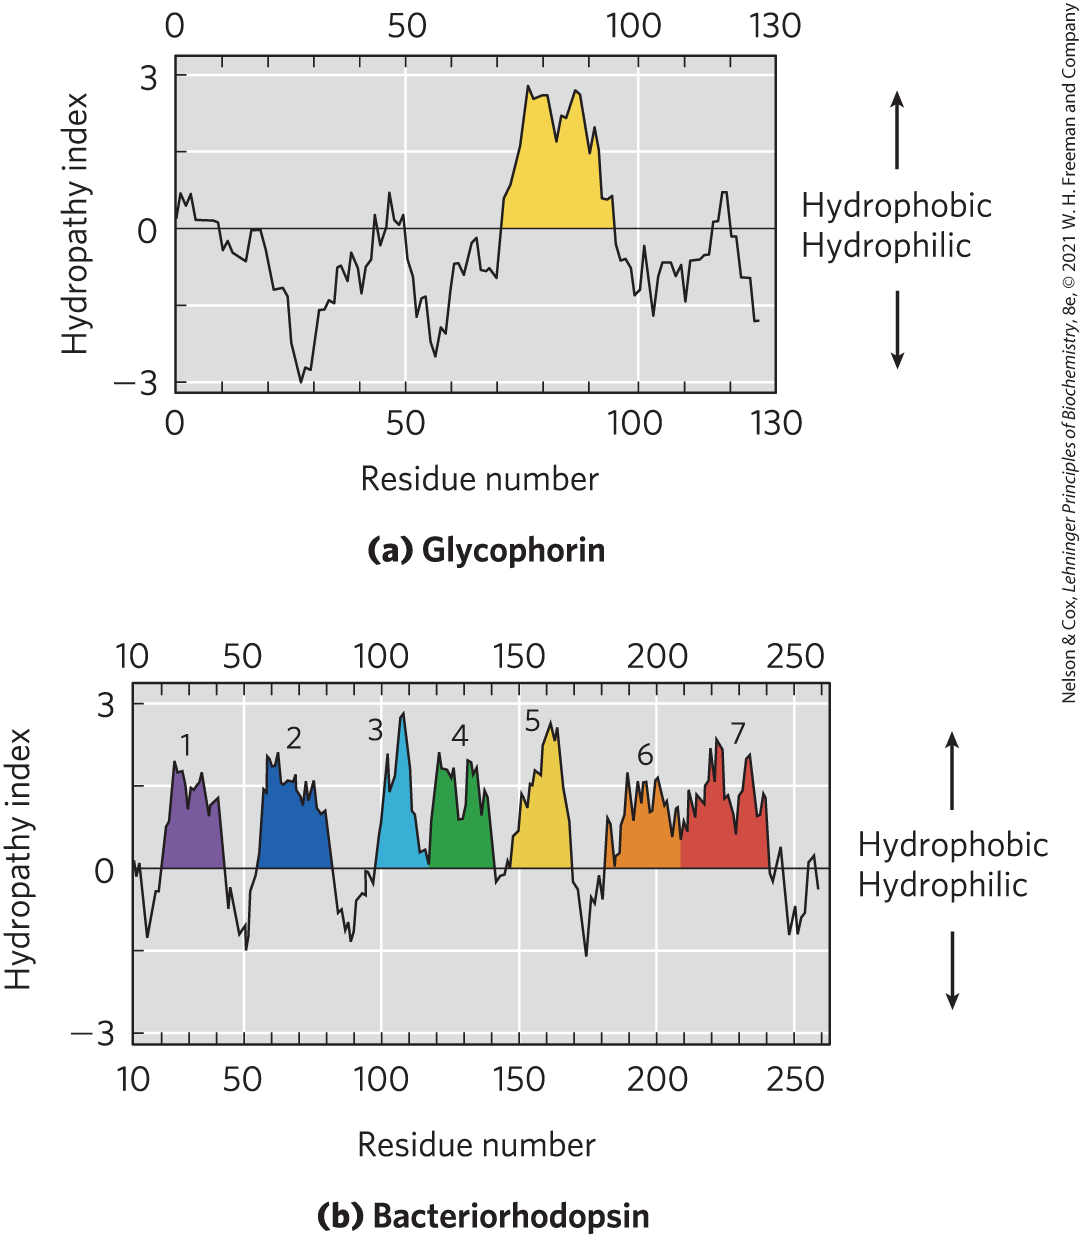 0 50 100 130
3
0
−3
Hydropathy index
0 50 100 130
Residue number
Hydrophobic
Hydrophilic
(a) Glycophorin
10 50 100 150 200 250
3
0
−3
Hydropathy index
1 2 3 4 5 6 7
10 50 100 150 200 250
Residue number
Hydrophobic
Hydrophilic
(b) Bacteriorhodopsin
Nelson & Cox, Lehninger Principles of Biochemistry, 8e, © 2021 W. H. Freeman and Company